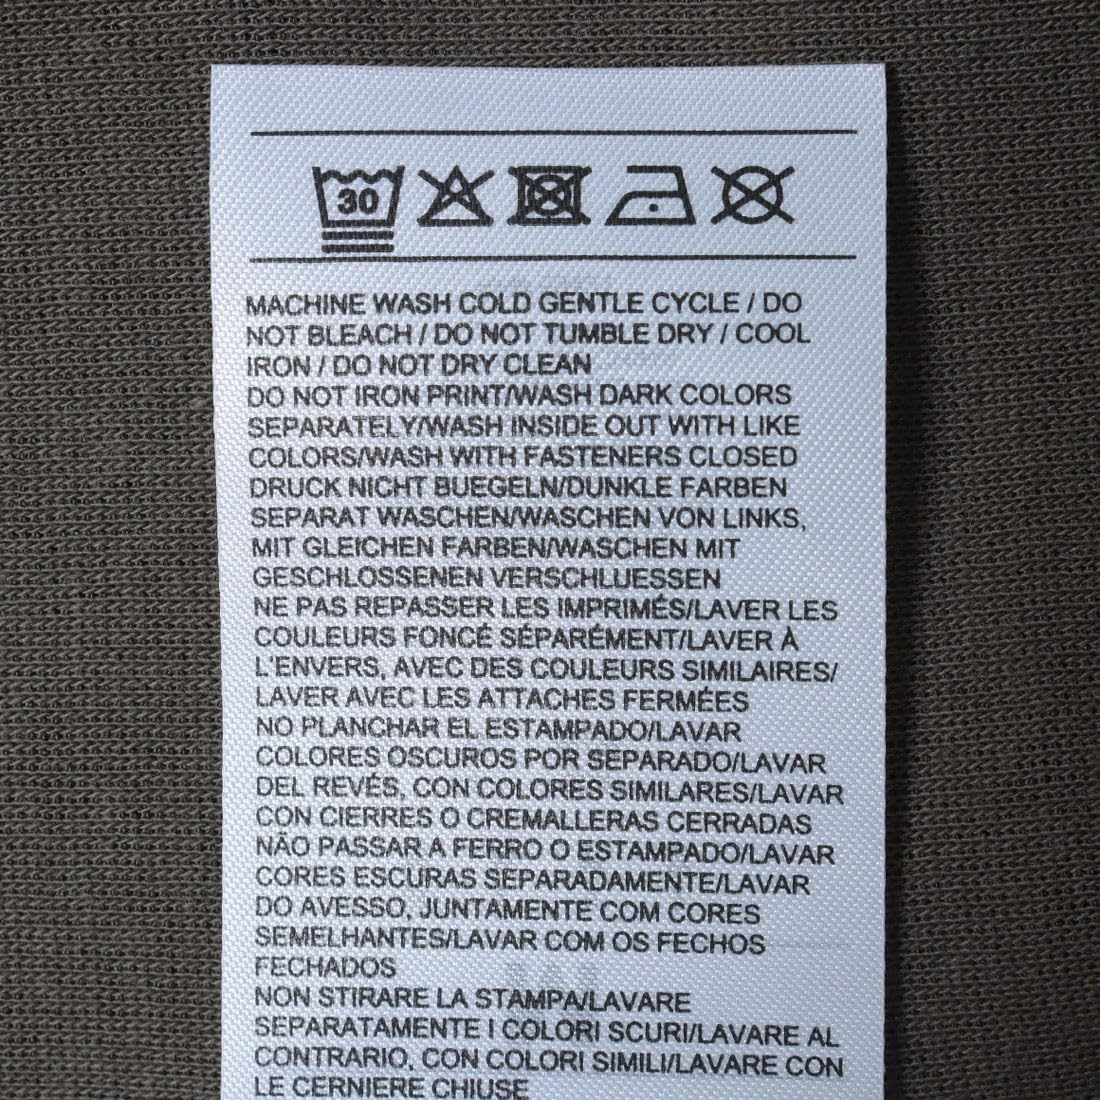 30
MACHINE WASH COLD GENTLE CYCLE / DO
NOT BLEACH / DO NOT TUMBLE DRY / COOL
IRON / DO NOT DRY CLEAN
DO NOT IRON PRINT/WASH DARK COLORS
SEPARATELY/WASH INSIDE OUT WITH LIKE
COLORS/WASH WITH FASTENERS CLOSED
DRUCK NICHT BUEGELN/DUNKLE FARBEN
SEPARAT WASCHEN/WASCHEN VON LINKS,
MIT GLEICHEN FARBEN/WASCHEN MIT
GESCHLOSSENEN VERSCHLUESSEN
NE PAS REPASSER LES IMPRIMÉS/LAVER LES
COULEURS FONCÉ SÉPARÉMENT/LAVER À
L'ENVERS, AVEC DES COULEURS SIMILAIRES/
LAVER AVEC LES ATTACHES FERMÉES
NO PLANCHAR EL ESTAMPADO/LAVAR
COLORES OSCUROS POR SEPARADO/LAVAR
DEL REVÉS, CON COLORES SIMILARES/LAVAR
CON CIERRES O CREMALLERAS CERRADAS
NÃO PASSAR A FERRO O ESTAMPADO/LAVAR
CORES ESCURAS SEPARADAMENTE/LAVAR
DO AVESSO, JUNTAMENTE COM CORES
SEMELHANTES/LAVAR COM OS FECHOS
FECHADOS
NON STIRARE LA STAMPA/LAVARE
SEPARATAMENTE I COLORI SCURI/LAVARE AL
CONTRARIO, CON COLORI SIMILI/LAVARE CON
LE CERNIERE CHIUSE